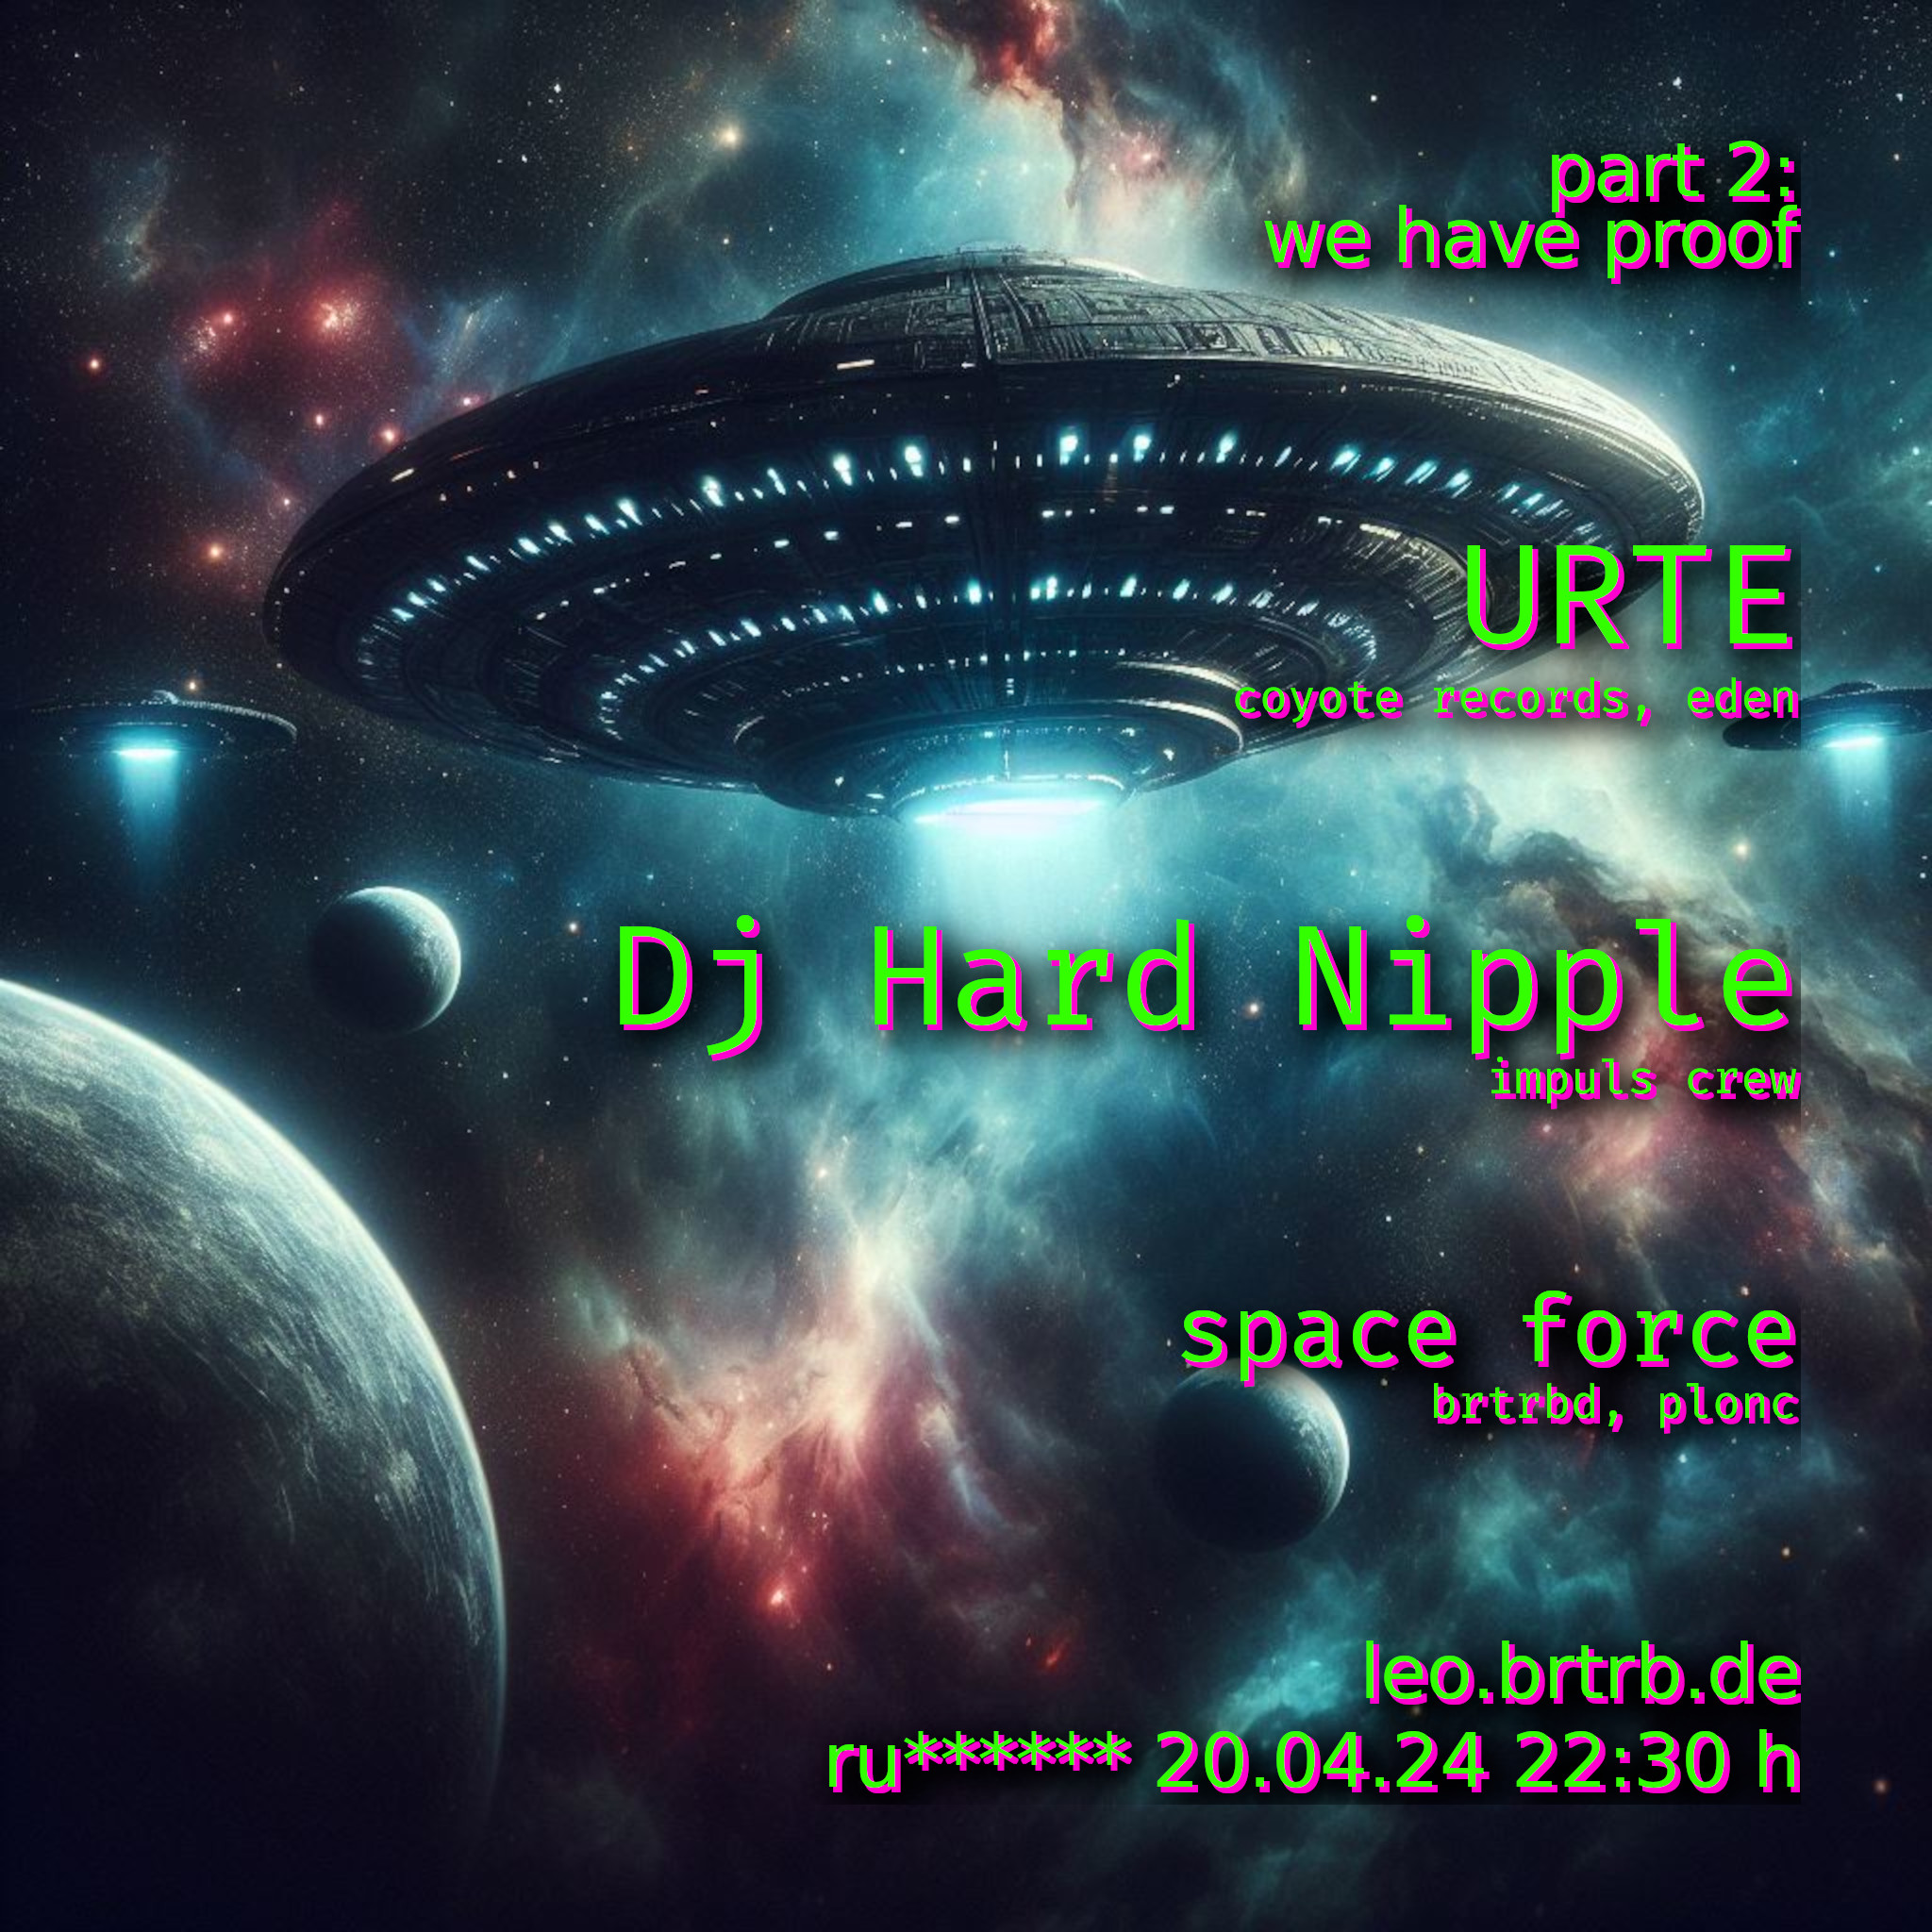 part 2:
we have proof
URTE
coyote records, eden
Dj Hard Nipple
impuls crew
space force
brtrbd, plonc
leo.brtrb.de
ru****** 20.04.24 22:30 h